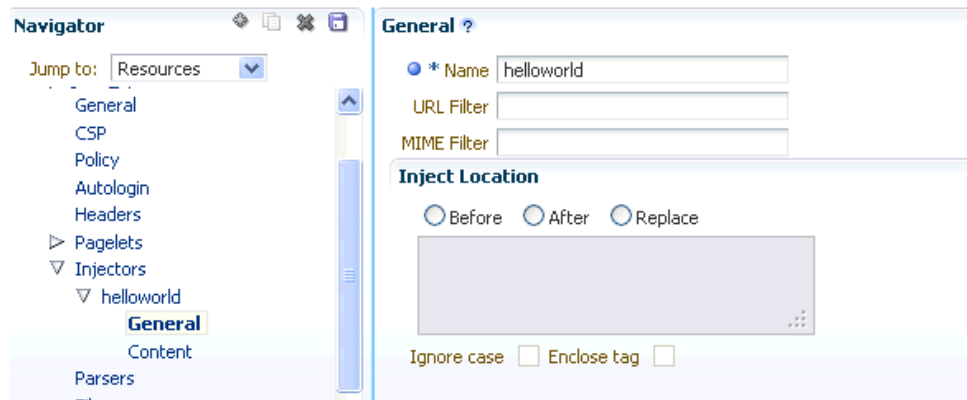 Navigator
Jump to: Resources
General
CSP
Policy
Autologin
Headers
Pagelets
Injectors
helloworld
General
Content
Parsers
General ?
* Name helloworld
URL Filter
MIME Filter
Inject Location
Before After Replace
Ignore case Enclose tag